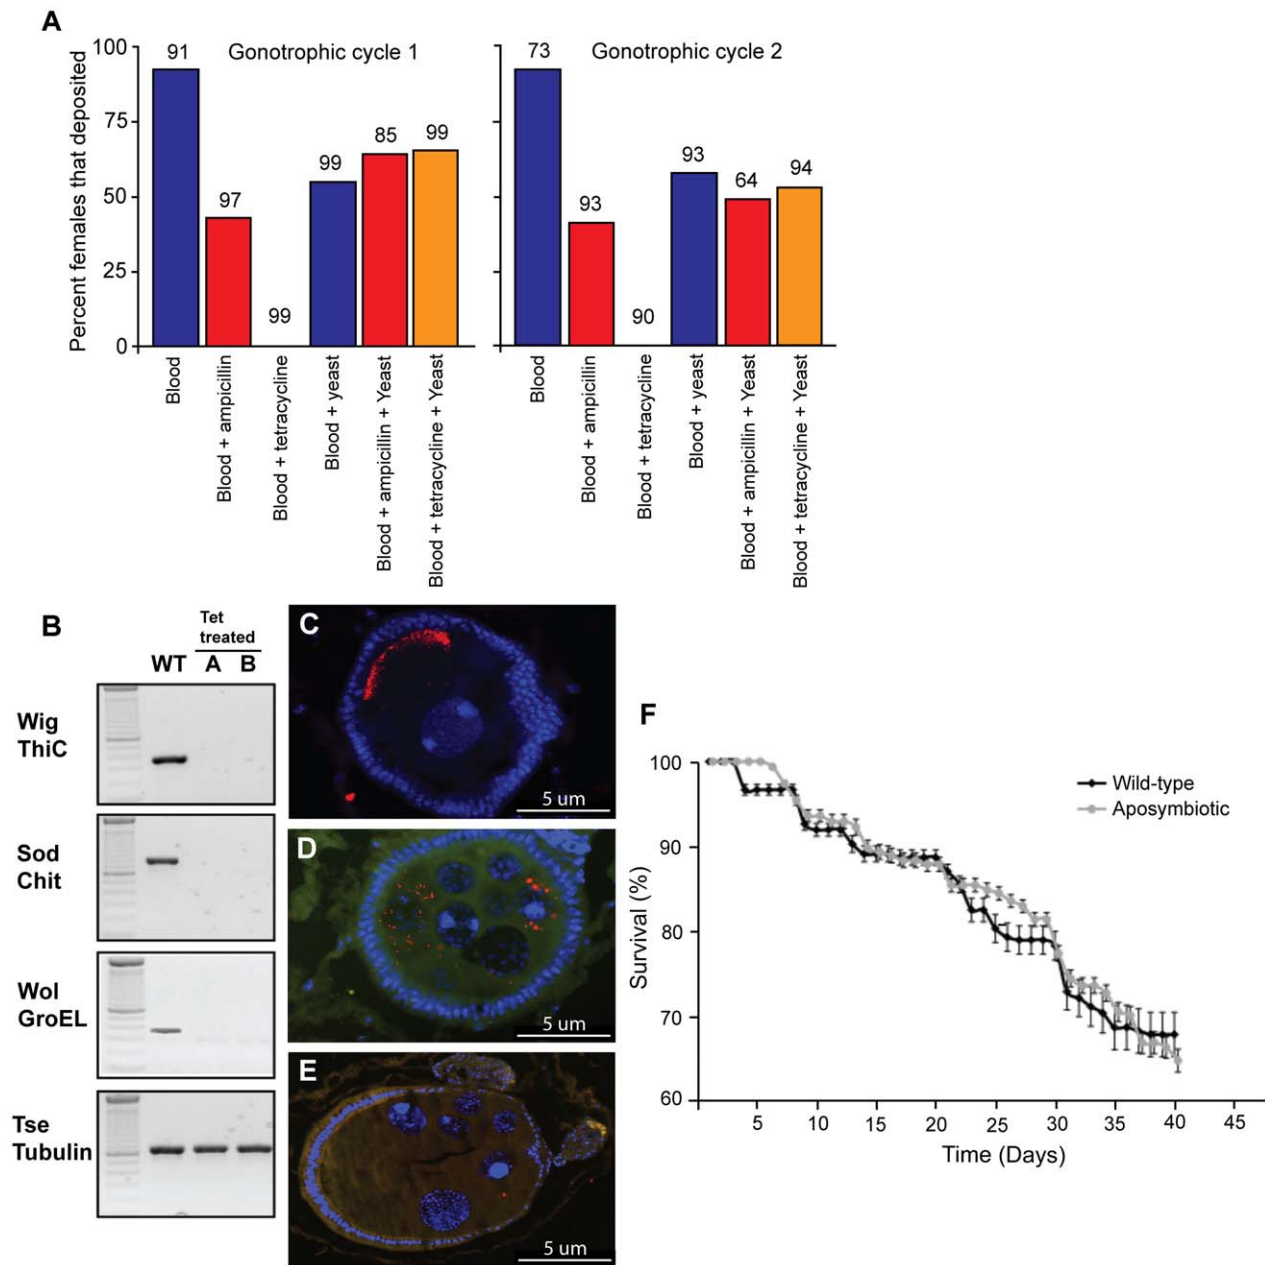 A
Percent females that deposited
100
75
50
25
0
Gonotrophic cycle 1
91
97
99
99
85
99
Blood
Blood + ampicillin
Blood + tetracycline
Blood + yeast
Blood + ampicillin + Yeast
Blood + tetracycline + Yeast
Gonotrophic cycle 2
73
93
90
93
64
94
Blood
Blood + ampicillin
Blood + tetracycline
Blood + yeast
Blood + ampicillin + Yeast
Blood + tetracycline + Yeast
B
Tet
treated
WT A B
Wig
ThiC
Sod
Chit
Wol
GroEL
Tse
Tubulin
C
5 um
D
5 um
E
5 um
F
Survival (%)
100
90
80
70
60
Wild-type
Aposymbiotic
5 10 15 20 25 30 35 40 45
Time (Days)